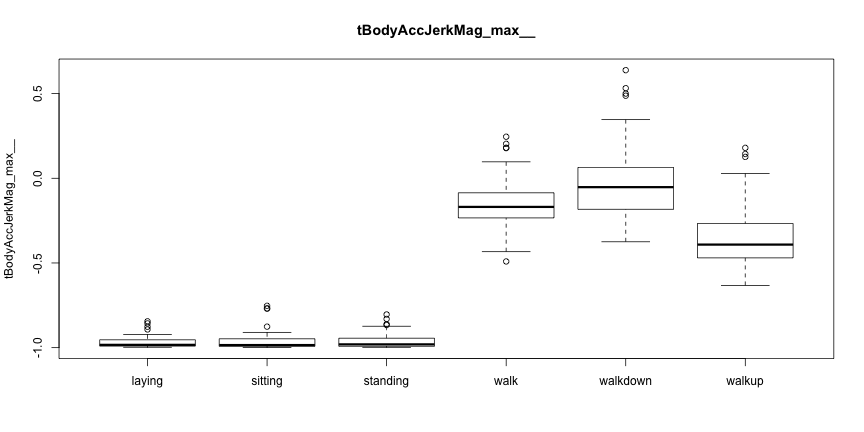 tBodyAccJerkMag_max__
tBodyAccJerkMag_max__
0.5
0.0
-0.5
-1.0
laying sitting standing walk walkdown walkup